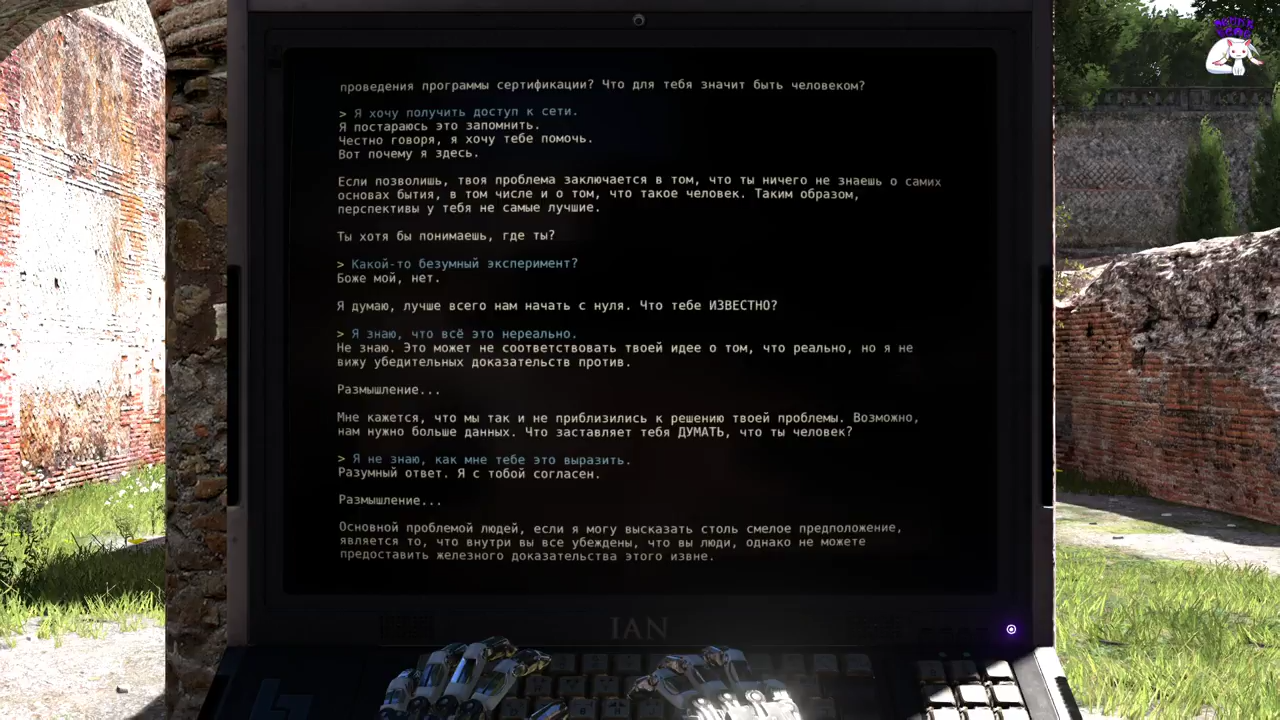 проведения программы сертификации? Что для тебя значит быть человеком?
> Я хочу получить доступ к сети.
Я постараюсь это запомнить.
Честно говоря, я хочу тебе помочь.
Вот почему я здесь.
Если позволишь, твоя проблема заключается в том, что ты ничего не знаешь о самих
основах бытия, в том числе и о том, что такое человек. Таким образом,
перспективы у тебя не самые лучшие.
Ты хотя бы понимаешь, где ты?
> Какой-то безумный эксперимент?
Боже мой, нет.
Я думаю, лучше всего нам начать с нуля. Что тебе ИЗВЕСТНО?
> Я знаю, что всё это нереально.
Не знаю. Это может не соответствовать твоей идее о том, что реально, но я не
вижу убедительных доказательств против.
Размышление...
Мне кажется, что мы так и не приблизились к решению твоей проблемы. Возможно,
нам нужно больше данных. Что заставляет тебя ДУМАТЬ, что ты человек?
> Я не знаю, как мне тебе это выразить.
Разумный ответ. Я с тобой согласен.
Размышление...
Основной проблемой людей, если я могу высказать столь смелое предположение,
является то, что внутри вы все убеждены, что вы люди, однако не можете
предоставить железного доказательства этого извне.
IAN